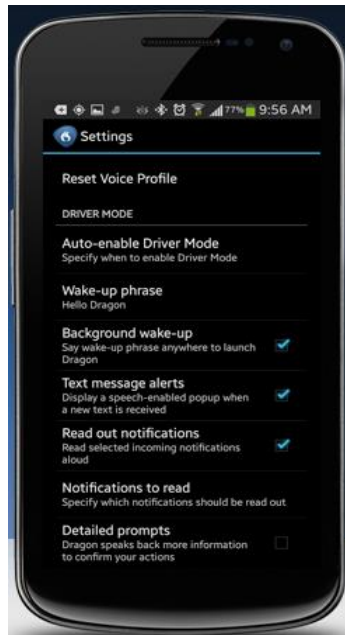 77% 9:56 AM
Settings
Reset Voice Profile
DRIVER MODE
Auto-enable Driver Mode
Specify when to enable Driver Mode
Wake-up phrase
Hello Dragon
Background wake-up
Say wake-up phrase anywhere to launch
Dragon
Text message alerts
Display a speech-enabled popup when
a new text is received
Read out notifications
Read selected incoming notifications
aloud
Notifications to read
Specify which notifications should be read out
Detailed prompts
Dragon speaks back more information
to confirm your actions